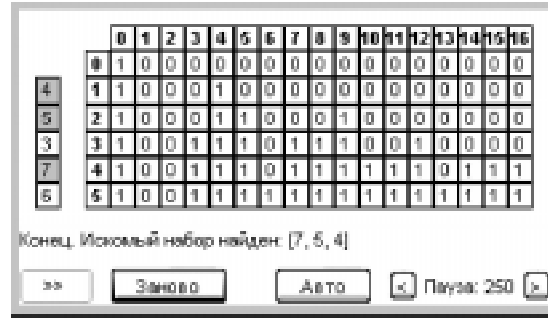 0 1 2 3 4 5 6 7 8 9 10 11 12 13 14 15 16
0 1 0 0 0 0 0 0 0 0 0 0 0 0 0 0 0 0
4 1 1 0 0 0 1 0 0 0 0 0 0 0 0 0 0 0 0
5 2 1 0 0 0 1 1 0 0 0 1 0 0 0 0 0 0 0
3 3 1 0 0 1 1 1 0 1 1 1 0 0 1 0 0 0 0
7 4 1 0 0 1 1 1 0 1 1 1 1 1 1 0 1 1 1
6 5 1 0 0 1 1 1 1 1 1 1 1 1 1 1 1 1 1
Конец. Искомый набор найден: [7, 5, 4]
>> Заново Авто < Пауза: 250 >